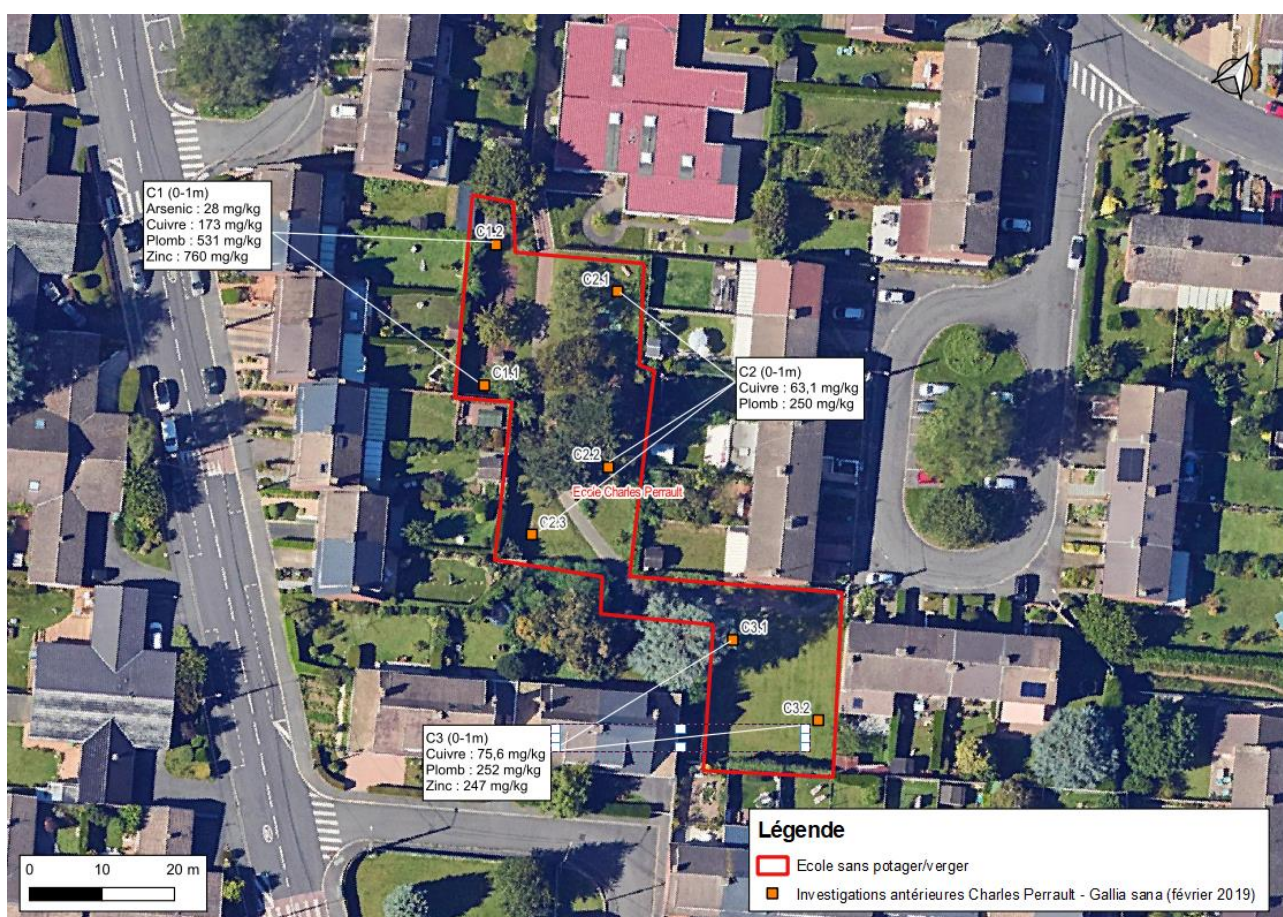 C1 (0-1m)
Arsenic : 28 mg/kg
Cuivre : 173 mg/kg
Plomb : 531 mg/kg
Zinc : 760 mg/kg
C1.2
C2.1
C1.1
C2 (0-1m)
Cuivre : 63,1 mg/kg
Plomb : 250 mg/kg
C2.2
Ecole Charles Perrault
C2.3
C3.1
C3.2
C3 (0-1m)
Cuivre : 75,6 mg/kg
Plomb : 252 mg/kg
Zinc : 247 mg/kg
Légende
Ecole sans potager/verger
Investigations antérieures Charles Perrault - Gallia sana (février 2019)
0 10 20 m